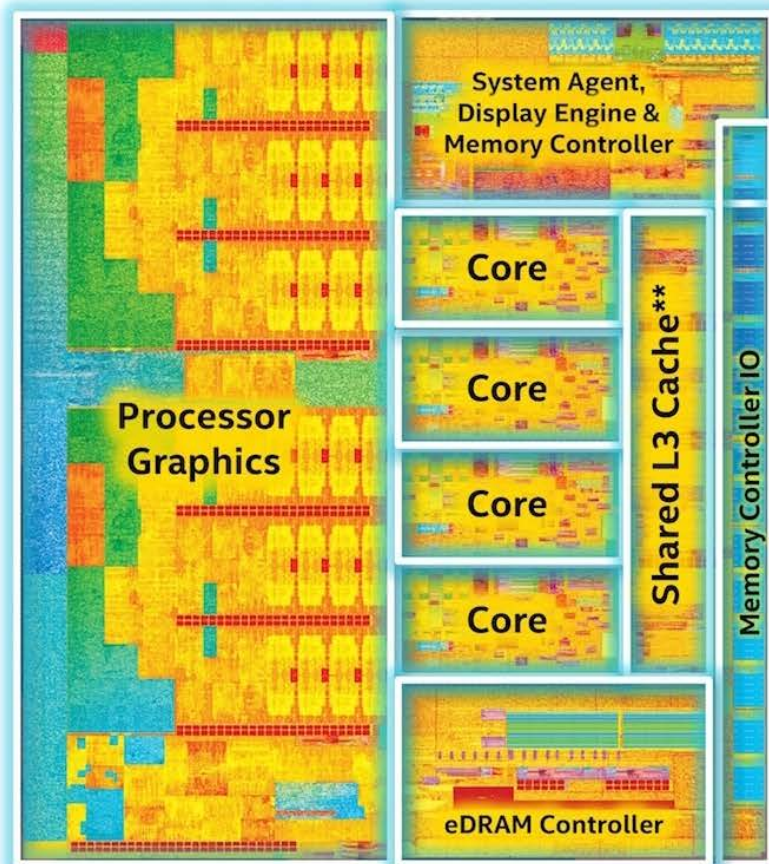 Processor
Graphics
System Agent,
Display Engine &
Memory Controller
Core
Core
Core
Core
Shared L3 Cache**
Memory Controller IO
eDRAM Controller